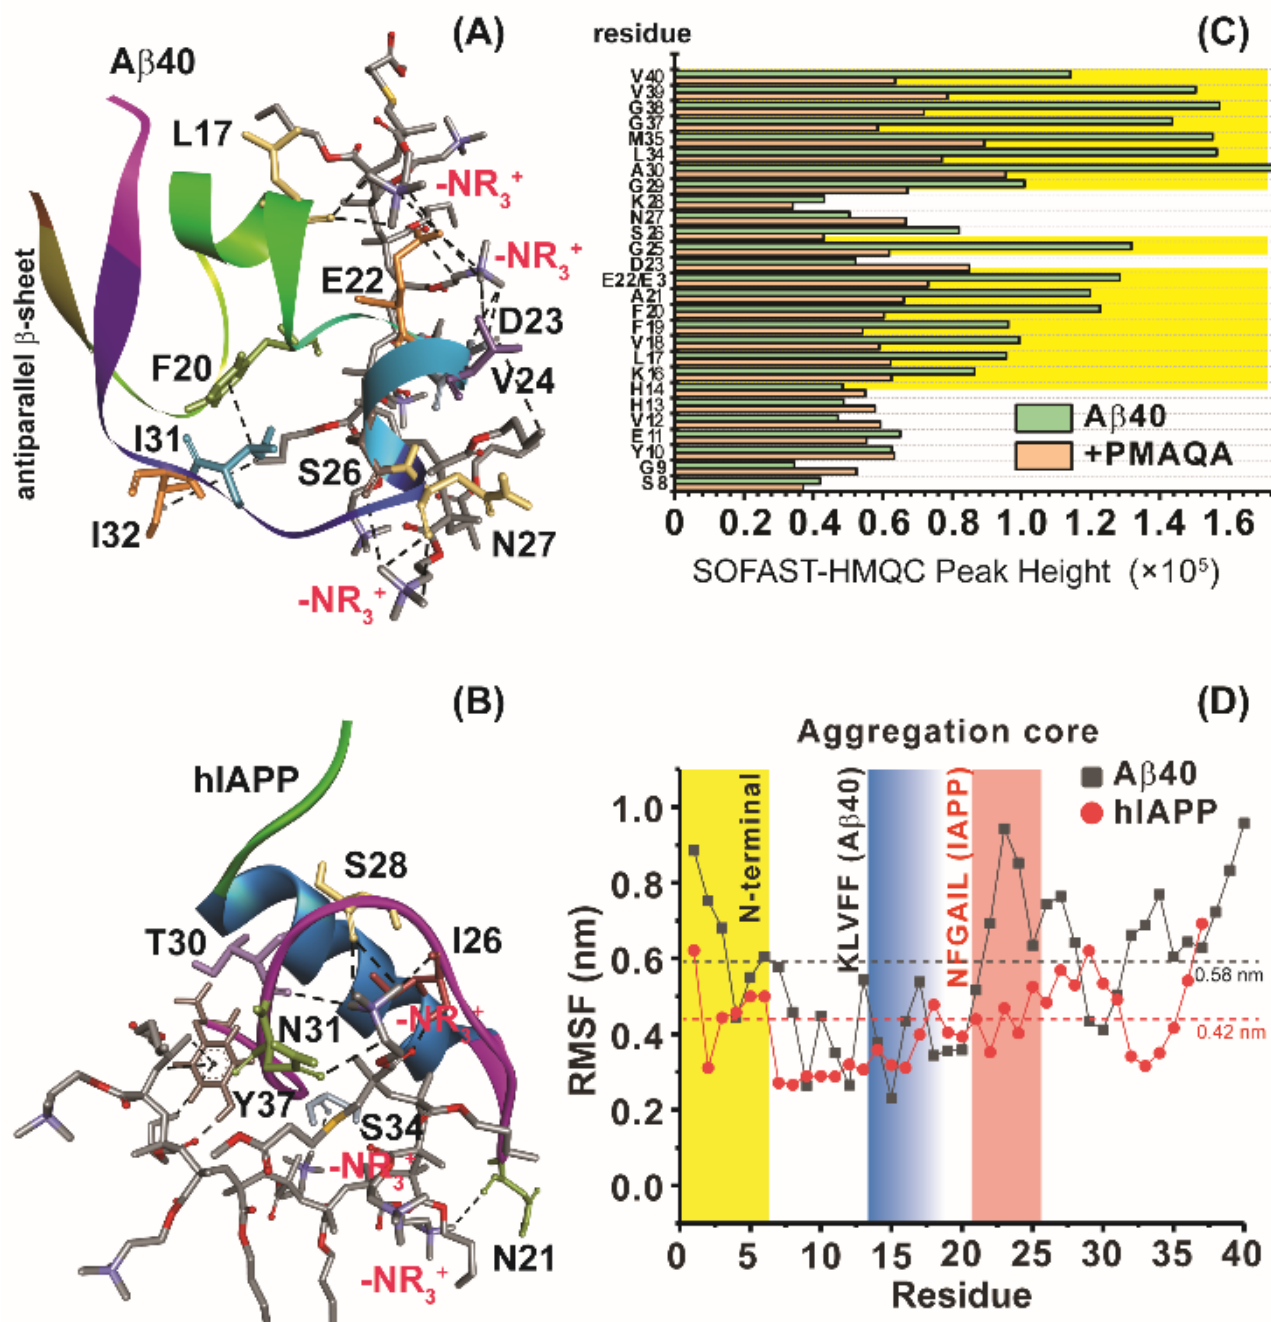 (A)
Aβ40
L17
-NR3+
-NR3+
E22
D23
V24
F20
I31
S26
I32
N27
-NR3+
antiparallel β-sheet
(C)
residue
V40
V39
G38
G37
M35
L34
A30
G29
K28
N27
S26
G25
D23
E22/E3
A21
F20
F19
V18
L17
K16
H14
H13
V12
E11
Y10
G9
S8
Aβ40
+PMAQA
0 0.2 0.4 0.6 0.8 1.0 1.2 1.4 1.6
SOFAST-HMQC Peak Height (×10⁵)
(B)
hIAPP
S28
T30
I26
N31
-NR3+
Y37
S34
-NR3+
N21
-NR3+
(D)
Aggregation core
N-terminal
KLVFF (Aβ40)
NFGAIL (IAPP)
Aβ40
hIAPP
1.0
0.8
0.6
0.4
0.2
0.0
RMSF (nm)
0.58 nm
0.42 nm
0 5 10 15 20 25 30 35 40
Residue